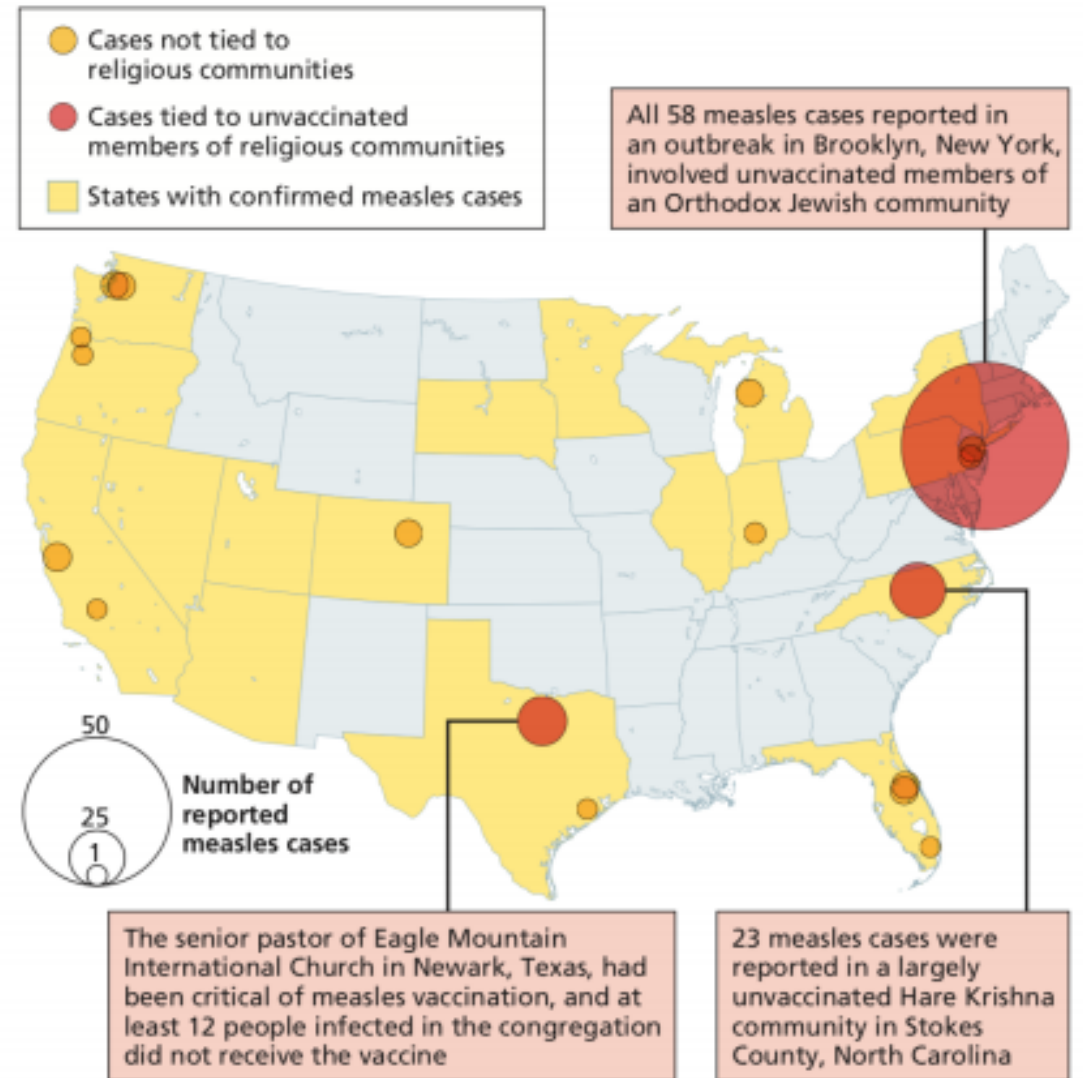 Cases not tied to
religious communities
Cases tied to unvaccinated
members of religious communities
States with confirmed measles cases
All 58 measles cases reported in
an outbreak in Brooklyn, New York,
involved unvaccinated members of
an Orthodox Jewish community
50
25
1
Number of
reported
measles cases
The senior pastor of Eagle Mountain
International Church in Newark, Texas, had
been critical of measles vaccination, and at
least 12 people infected in the congregation
did not receive the vaccine
23 measles cases were
reported in a largely
unvaccinated Hare Krishna
community in Stokes
County, North Carolina